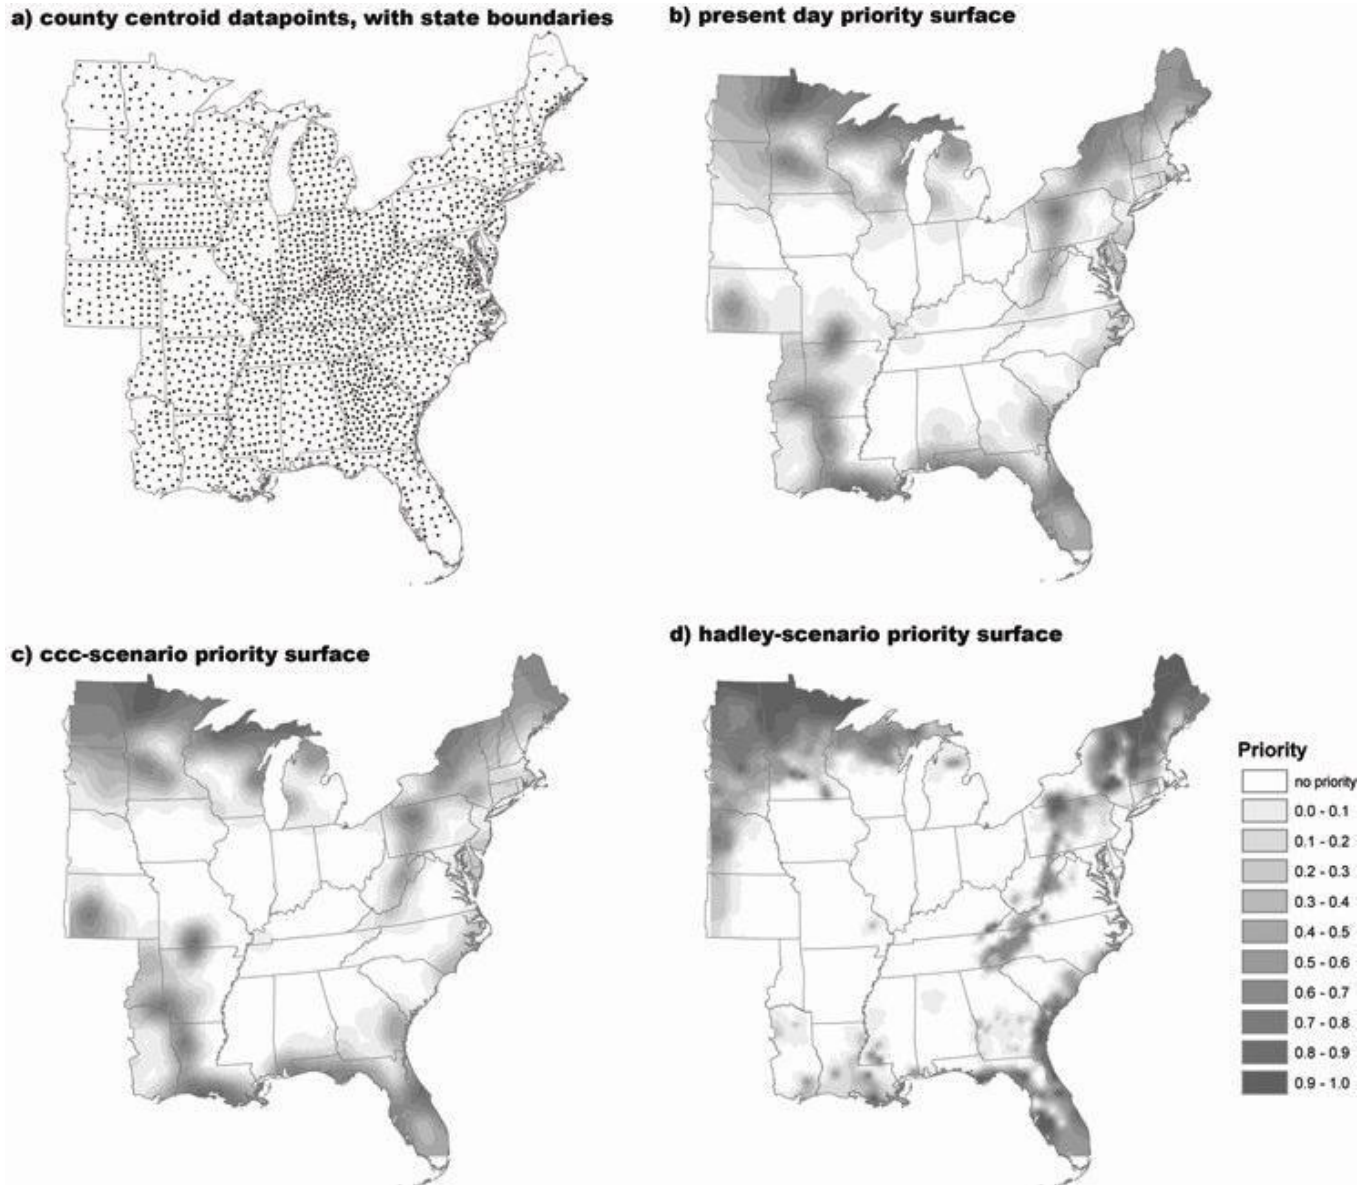 a) county centroid datapoints, with state boundaries
b) present day priority surface
c) ccc-scenario priority surface
d) hadley-scenario priority surface
Priority
no priority
0.0 - 0.1
0.1 - 0.2
0.2 - 0.3
0.3 - 0.4
0.4 - 0.5
0.5 - 0.6
0.6 - 0.7
0.7 - 0.8
0.8 - 0.9
0.9 - 1.0